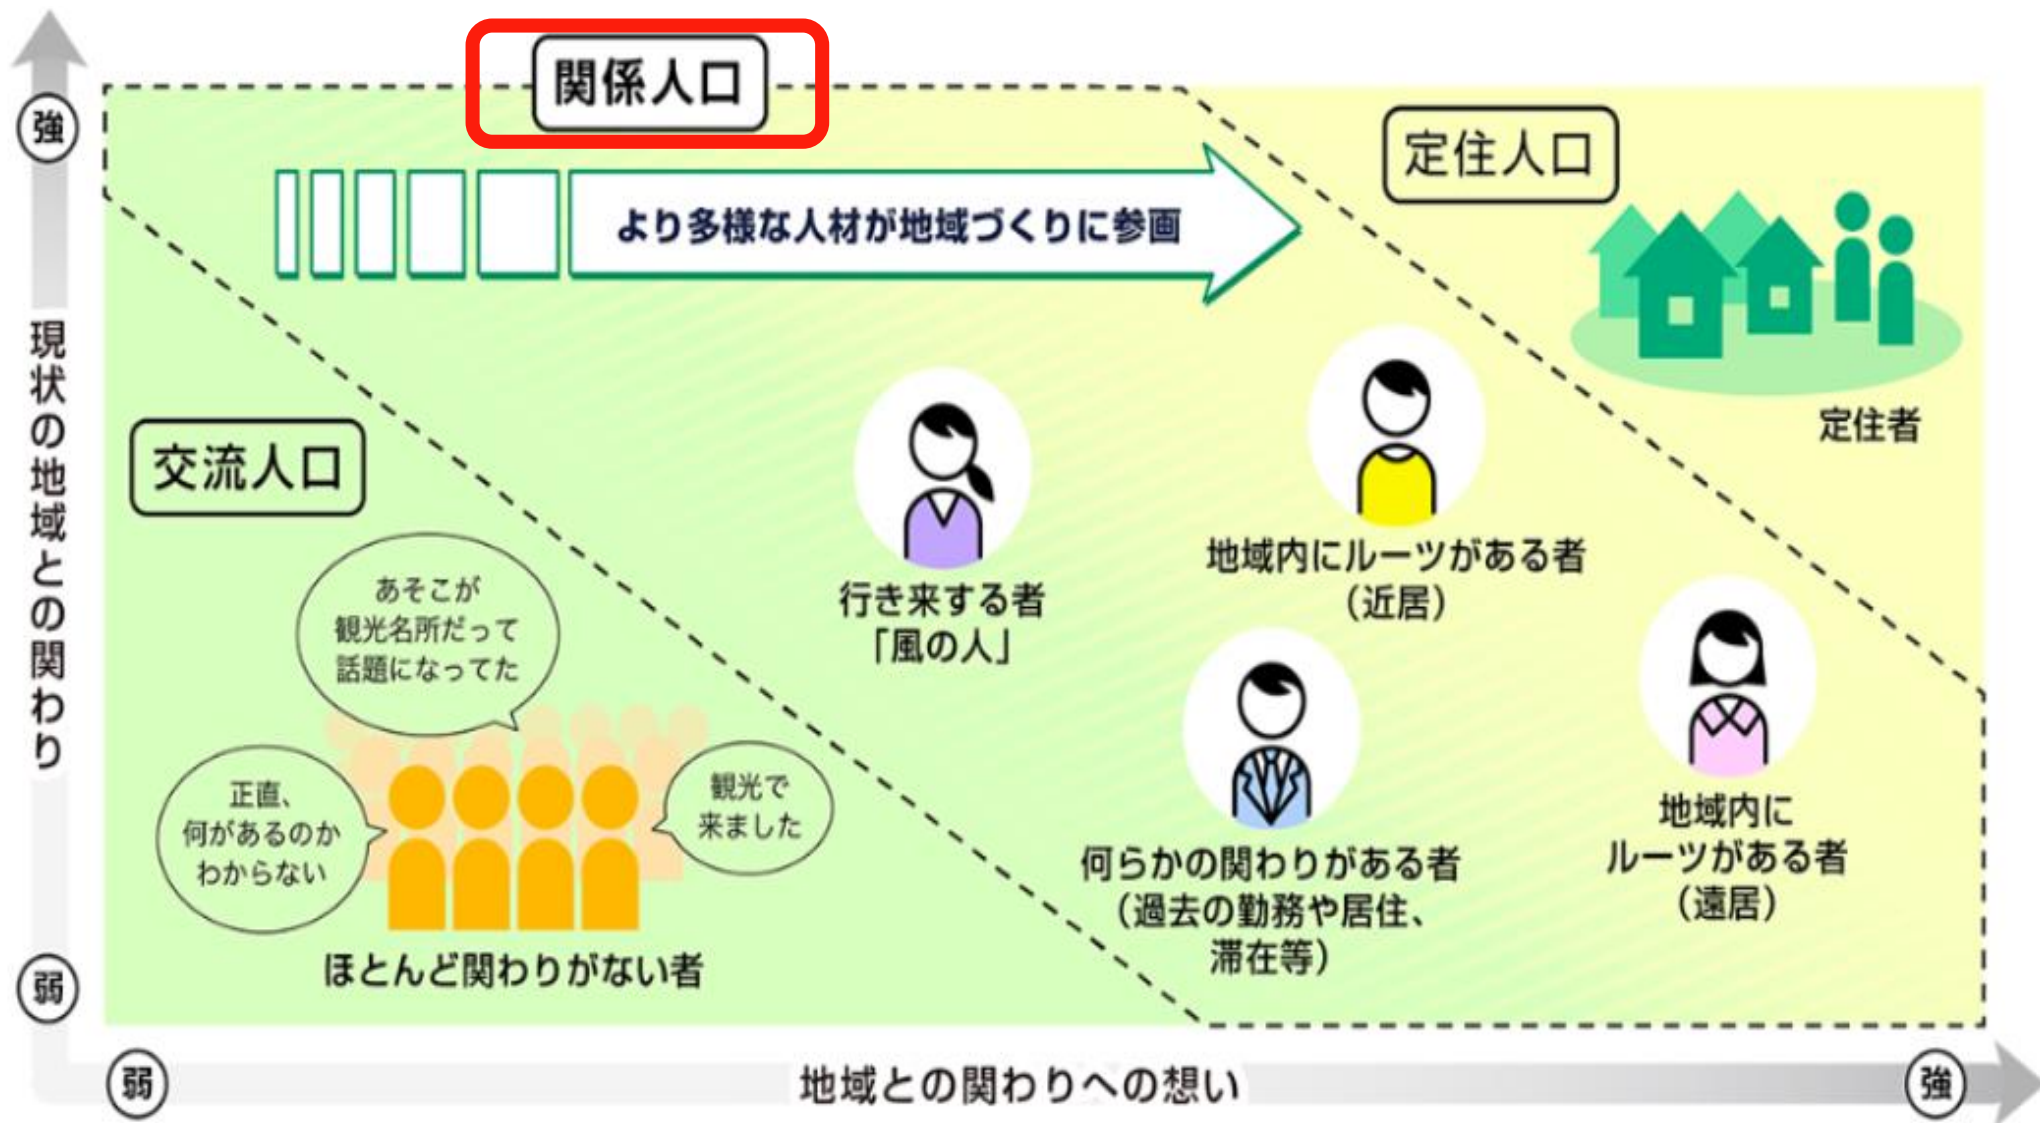 関係人口
強
定住人口
より多様な人材が地域づくりに参画
定住者
現状の地域との関わり
交流人口
あそこが
観光名所だって
話題になってた
行き来する者
「風の人」
地域内にルーツがある者
（近居）
正直、
何があるのか
わからない
観光で
来ました
ほとんど関わりがない者
何らかの関わりがある者
（過去の勤務や居住、
滞在等）
地域内に
ルーツがある者
（遠居）
弱
弱
地域との関わりへの想い
強